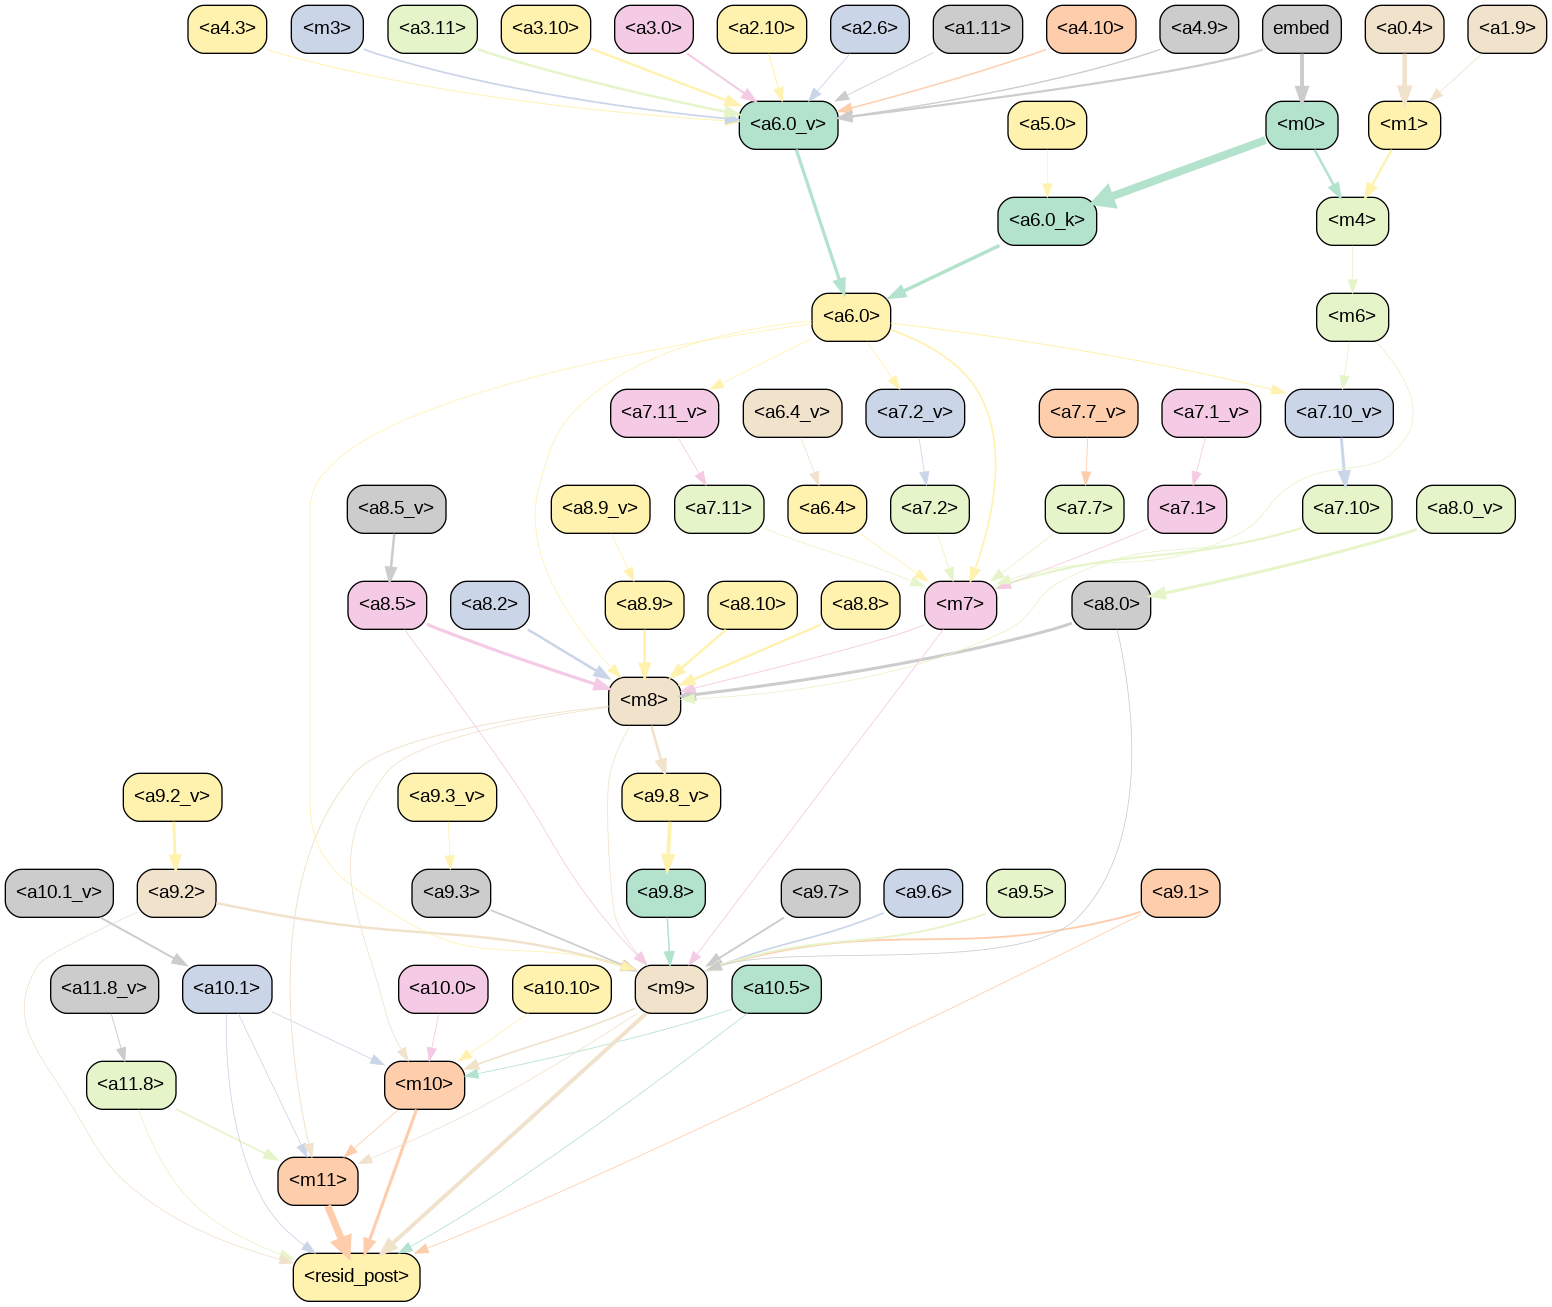 <a4.3> <m3> <a3.11> <a3.10> <a3.0> <a2.10> <a2.6> <a1.11> <a4.10> <a4.9> embed <a0.4> <a1.9>
<a6.0_v> <a5.0> <m0> <m1>
<a6.0_k> <m4>
<a6.0> <m6>
<a7.11_v> <a6.4_v> <a7.2_v> <a7.7_v> <a7.1_v> <a7.10_v>
<a8.5_v> <a8.9_v> <a7.11> <a6.4> <a7.2> <a7.7> <a7.1> <a7.10> <a8.0_v>
<a8.5> <a8.2> <a8.9> <a8.10> <a8.8> <m7> <a8.0>
<m8>
<a9.2_v> <a9.3_v> <a9.8_v>
<a10.1_v> <a9.2> <a9.3> <a9.8> <a9.7> <a9.6> <a9.5> <a9.1>
<a11.8_v> <a10.1> <a10.0> <a10.10> <m9> <a10.5>
<a11.8> <m10>
<m11>
<resid_post>